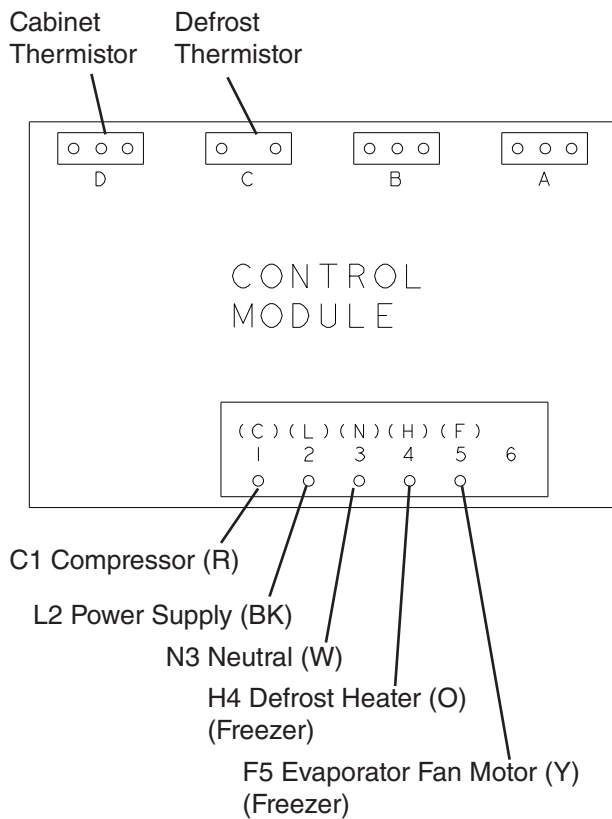 Cabinet
Thermistor
Defrost
Thermistor
D
C
B
A
CONTROL
MODULE
(C) (L) (N) (H) (F)
1 2 3 4 5 6
C1 Compressor (R)
L2 Power Supply (BK)
N3 Neutral (W)
H4 Defrost Heater (O)
(Freezer)
F5 Evaporator Fan Motor (Y)
(Freezer)